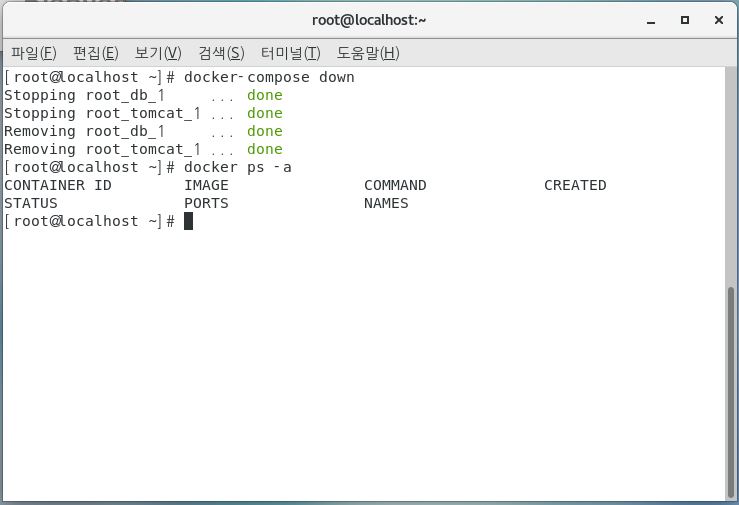 root@localhost:~
파일(F) 편집(E) 보기(V) 검색(S) 터미널(T) 도움말(H)
[root@localhost ~]# docker-compose down
Stopping root_db_1     ... done
Stopping root_tomcat_1 ... done
Removing root_db_1     ... done
Removing root_tomcat_1 ... done
[root@localhost ~]# docker ps -a
CONTAINER ID        IMAGE               COMMAND             CREATED
STATUS              PORTS               NAMES
[root@localhost ~]#